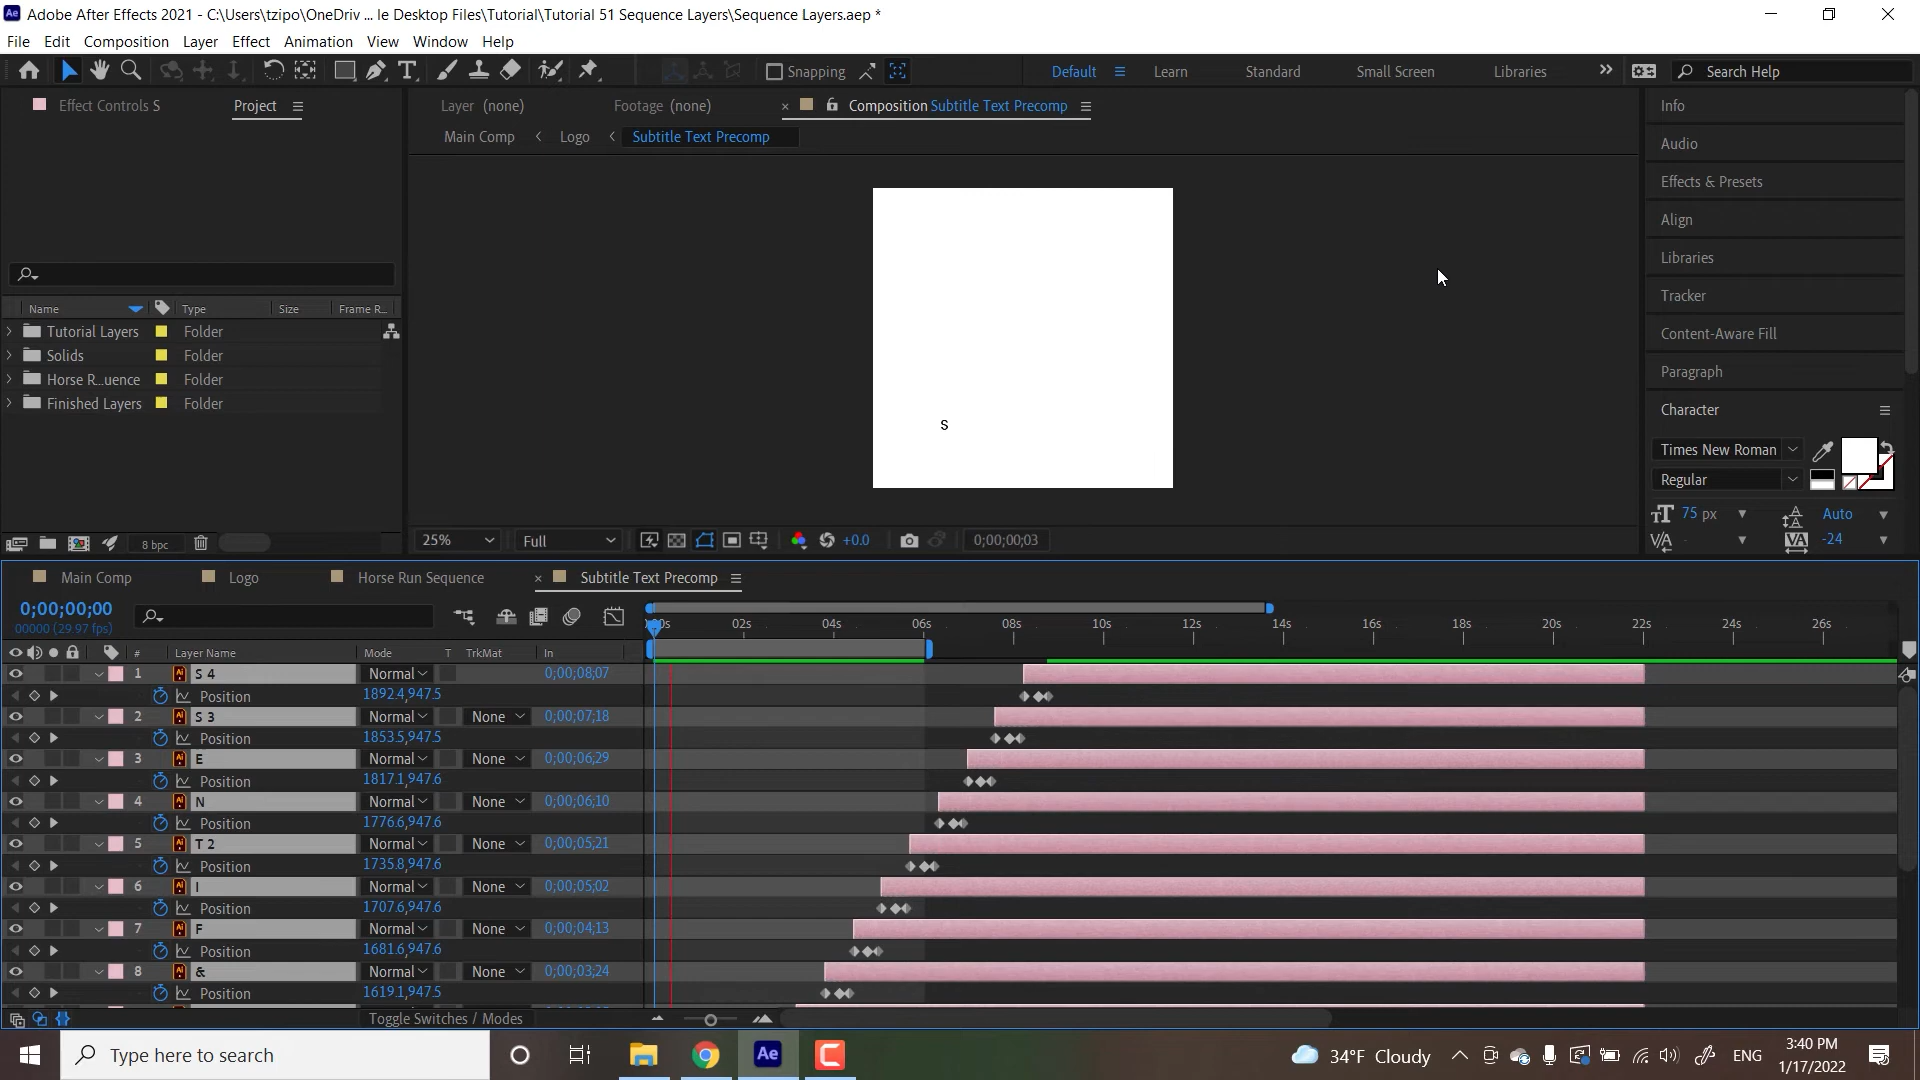 Adobe After Effects 2021 - C:\Users\tzipo\OneDriv ... le Desktop Files\Tutorial\Tutorial 51 Sequence Layers\Sequence Layers.aep *
File Edit Composition Layer Effect Animation View Window Help
Snapping Default Learn Standard Small Screen Libraries Search Help
Effect Controls S Project Layer (none) Footage (none) Composition Subtitle Text Precomp
Main Comp Logo Subtitle Text Precomp
Name Type Size Frame R...
Tutorial Layers Folder
Solids Folder
Horse R...uence Folder
Finished Layers Folder
8 bpc
S
25% Full +0.0 0;00;00;03
Info
Audio
Effects & Presets
Align
Libraries
Tracker
Content-Aware Fill
Paragraph
Character
Times New Roman
Regular
75 px Auto
-24
Main Comp Logo Horse Run Sequence Subtitle Text Precomp
0;00;00;00
00000 (29.97 fps)
02s 04s 06s 08s 10s 12s 14s 16s 18s 20s 22s 24s 26s
# Layer Name Mode T TrkMat In
1 S 4 Normal 0;00;08;07
Position 1892.4,947.5
2 S 3 Normal None 0;00;07;18
Position 1853.5,947.5
3 E Normal None 0;00;06;29
Position 1817.1,947.6
4 N Normal None 0;00;06;10
Position 1776.6,947.6
5 T 2 Normal None 0;00;05;21
Position 1735.8,947.6
6 I Normal None 0;00;05;02
Position 1707.6,947.6
7 F Normal None 0;00;04;13
Position 1681.6,947.6
8 & Normal None 0;00;03;24
Position 1619.1,947.5
Toggle Switches / Modes
Type here to search
34°F Cloudy
ENG
3:40 PM
1/17/2022